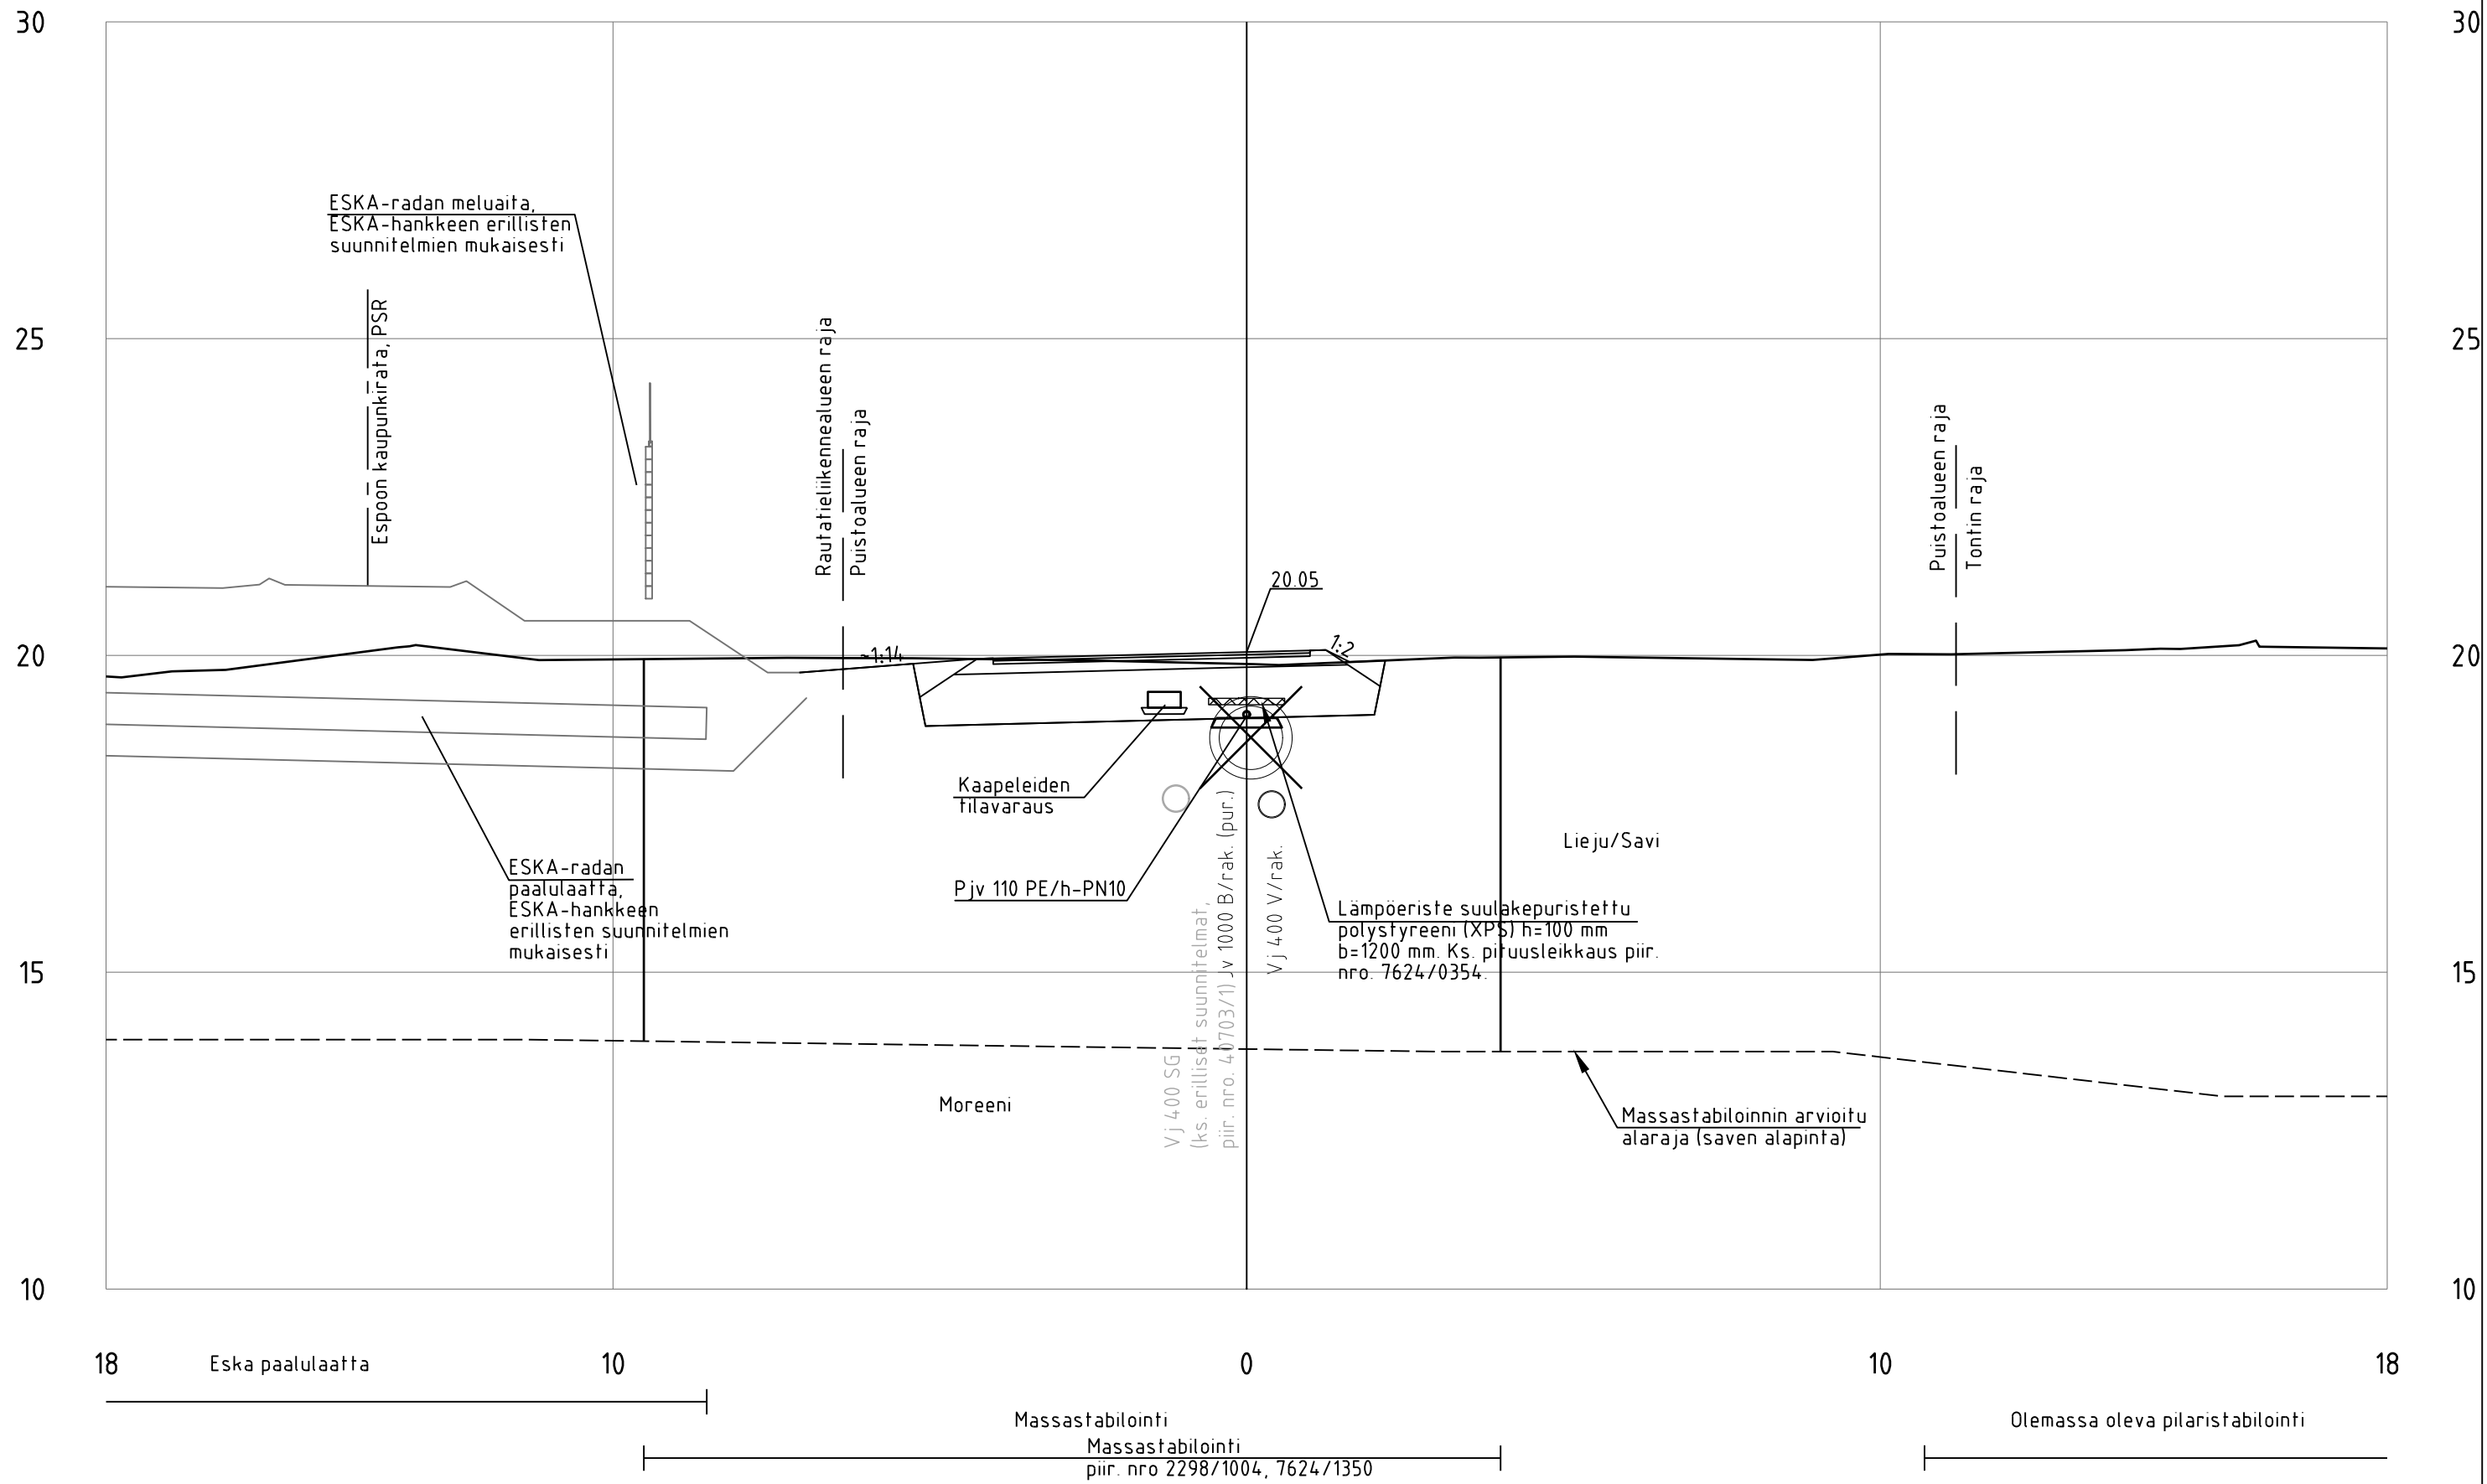 30
30
ESKA-radan meluaita,
ESKA-hankkeen erillisten
suunnitelmien mukaisesti
Espoon kaupunkirata, PSR
25
25
Rautatieliikennealueen raja
Puistoalueen raja
Puistoalueen raja
Tontin raja
20.05
20
~1:14
1:2
20
Kaapeleiden
tilavaraus
Lieju/Savi
ESKA-radan
paalulaatta,
ESKA-hankkeen
erillisten suunnitelmien
mukaisesti
Pjv 110 PE/h-PN10
Lämpöeriste suulakepuristettu
polystyreeni (XPS) h=100 mm
b=1200 mm. Ks. pituusleikkaus piir.
nro. 7624/0354.
Vj 400 SG
(ks. erilliset suunnitelmat,
piir. nro. 40703/1)
Jv 1000 B/rak. (pur.)
Vj 400 V/rak.
15
15
Moreeni
Massastabiloinnin arvioitu
alaraja (saven alapinta)
10
10
18
Eska paalulaatta
10
0
10
18
Massastabilointi
Olemassa oleva pilaristabilointi
Massastabilointi
piir. nro 2298/1004, 7624/1350